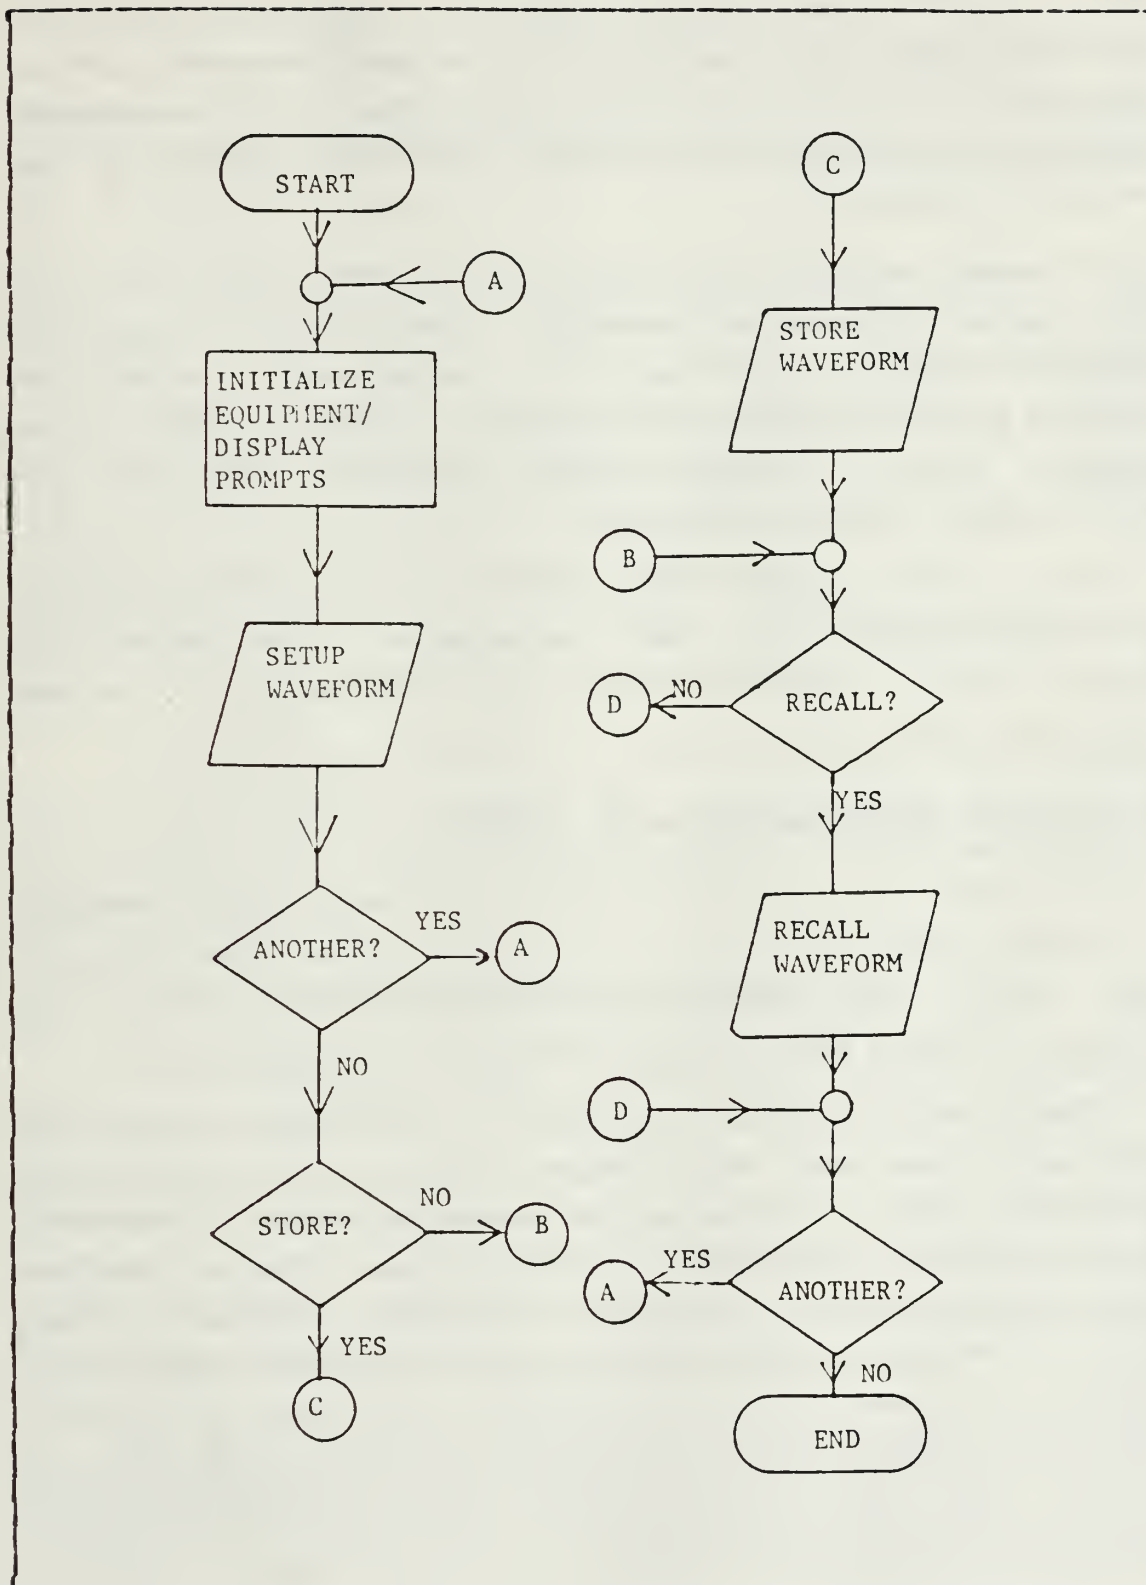 START
A
INITIALIZE
EQUIPMENT/
DISPLAY
PROMPTS
SETUP
WAVEFORM
ANOTHER?
YES
A
NO
STORE?
NO
B
YES
C
C
STORE
WAVEFORM
B
RECALL?
NO
D
YES
RECALL
WAVEFORM
D
ANOTHER?
YES
A
NO
END